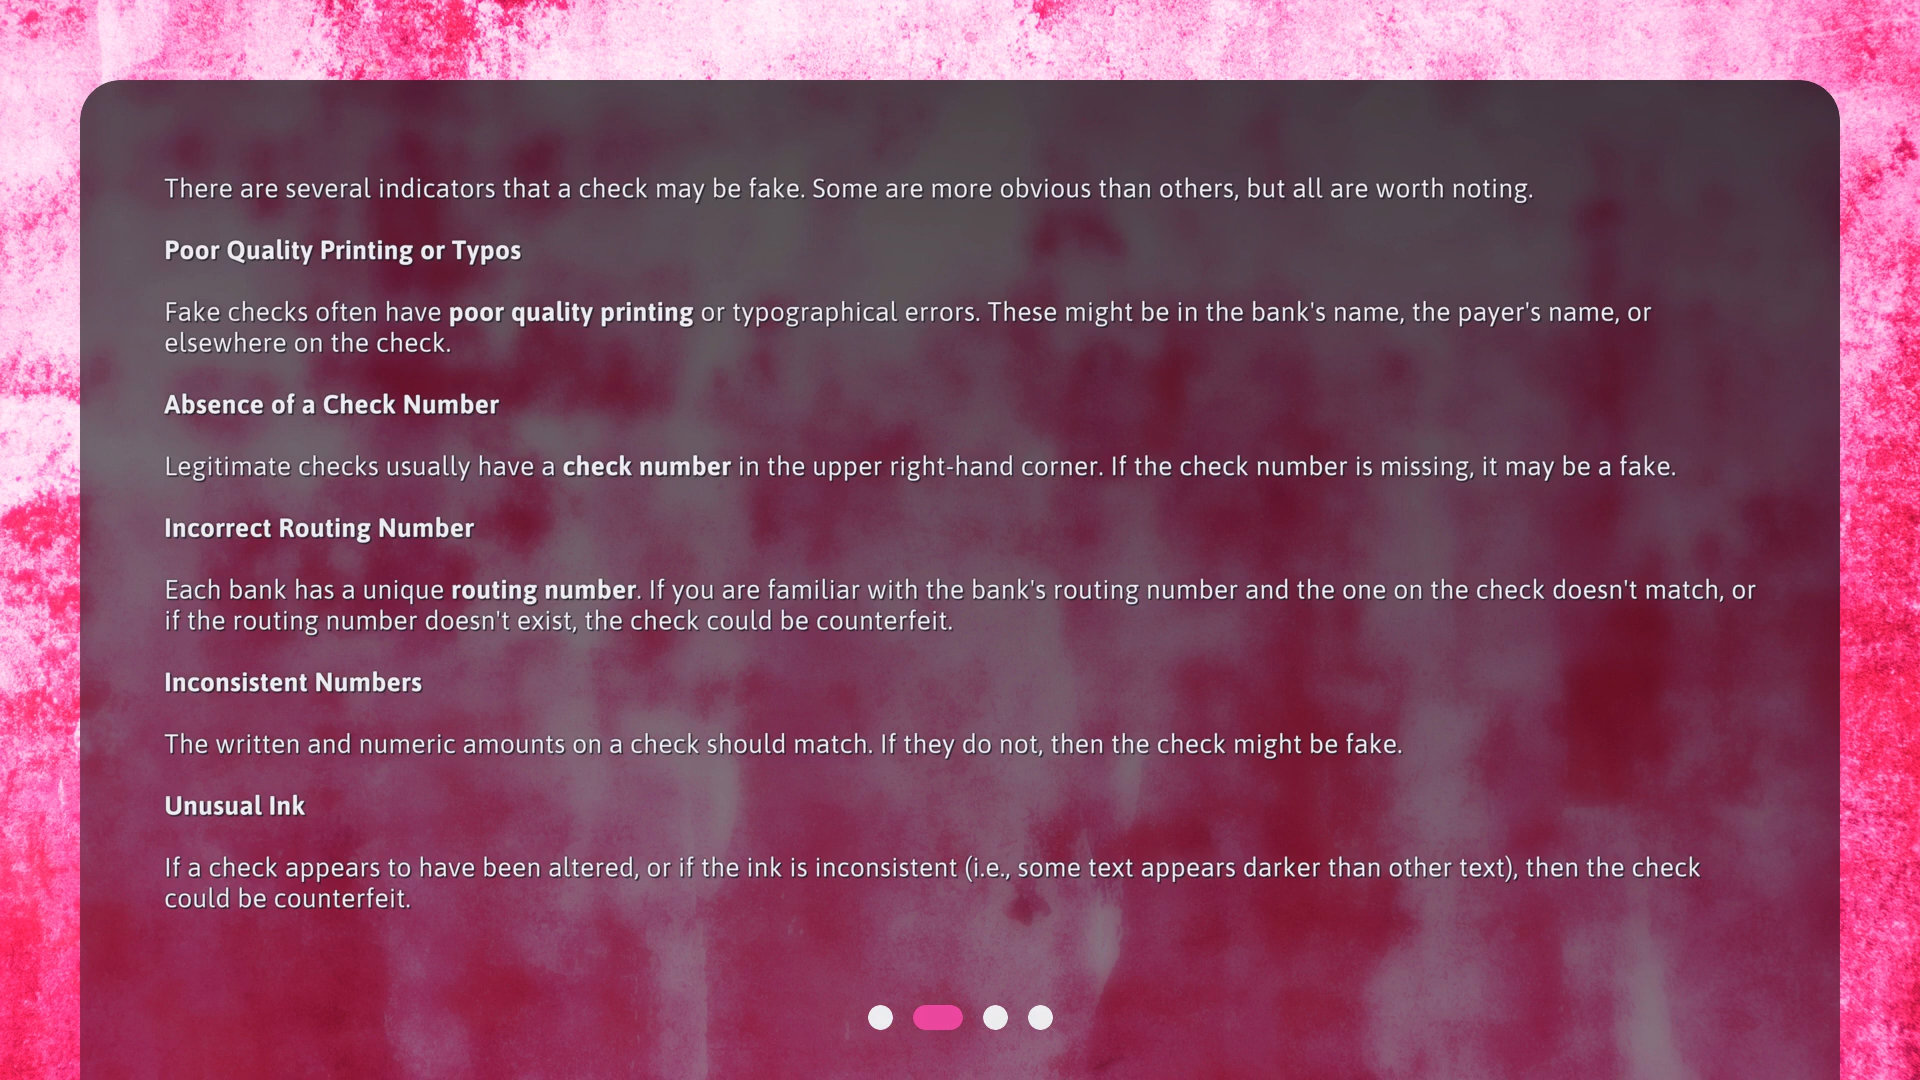 There are several indicators that a check may be fake. Some are more obvious than others, but all are worth noting.
Poor Quality Printing or Typos
Fake checks often have poor quality printing or typographical errors. These might be in the bank's name, the payer's name, or
elsewhere on the check.
Absence of a Check Number
Legitimate checks usually have a check number in the upper right-hand corner. If the check number is missing, it may be a fake.
Incorrect Routing Number
Each bank has a unique routing number. If you are familiar with the bank's routing number and the one on the check doesn't match, or
if the routing number doesn't exist, the check could be counterfeit.
Inconsistent Numbers
The written and numeric amounts on a check should match. If they do not, then the check might be fake.
Unusual Ink
If a check appears to have been altered, or if the ink is inconsistent (i.e., some text appears darker than other text), then the check
could be counterfeit.